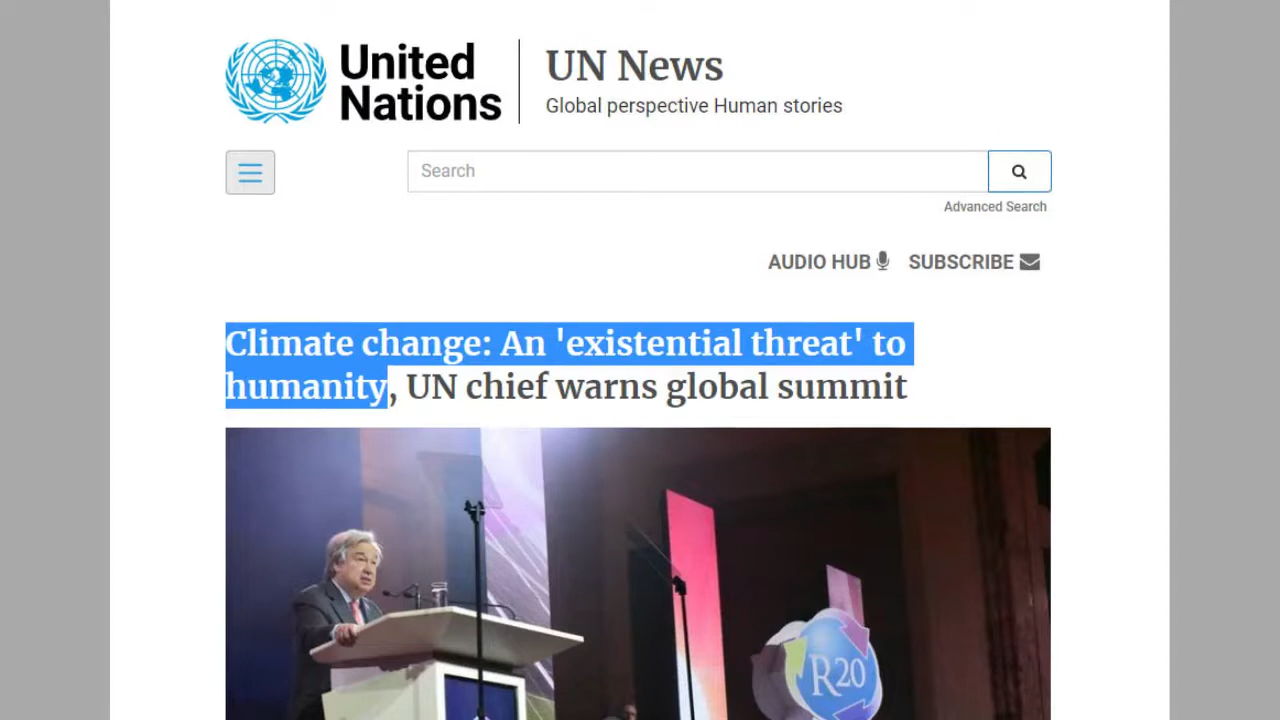 United
Nations
UN News
Global perspective Human stories
Search
Advanced Search
AUDIO HUB SUBSCRIBE
Climate change: An 'existential threat' to
humanity, UN chief warns global summit
R20